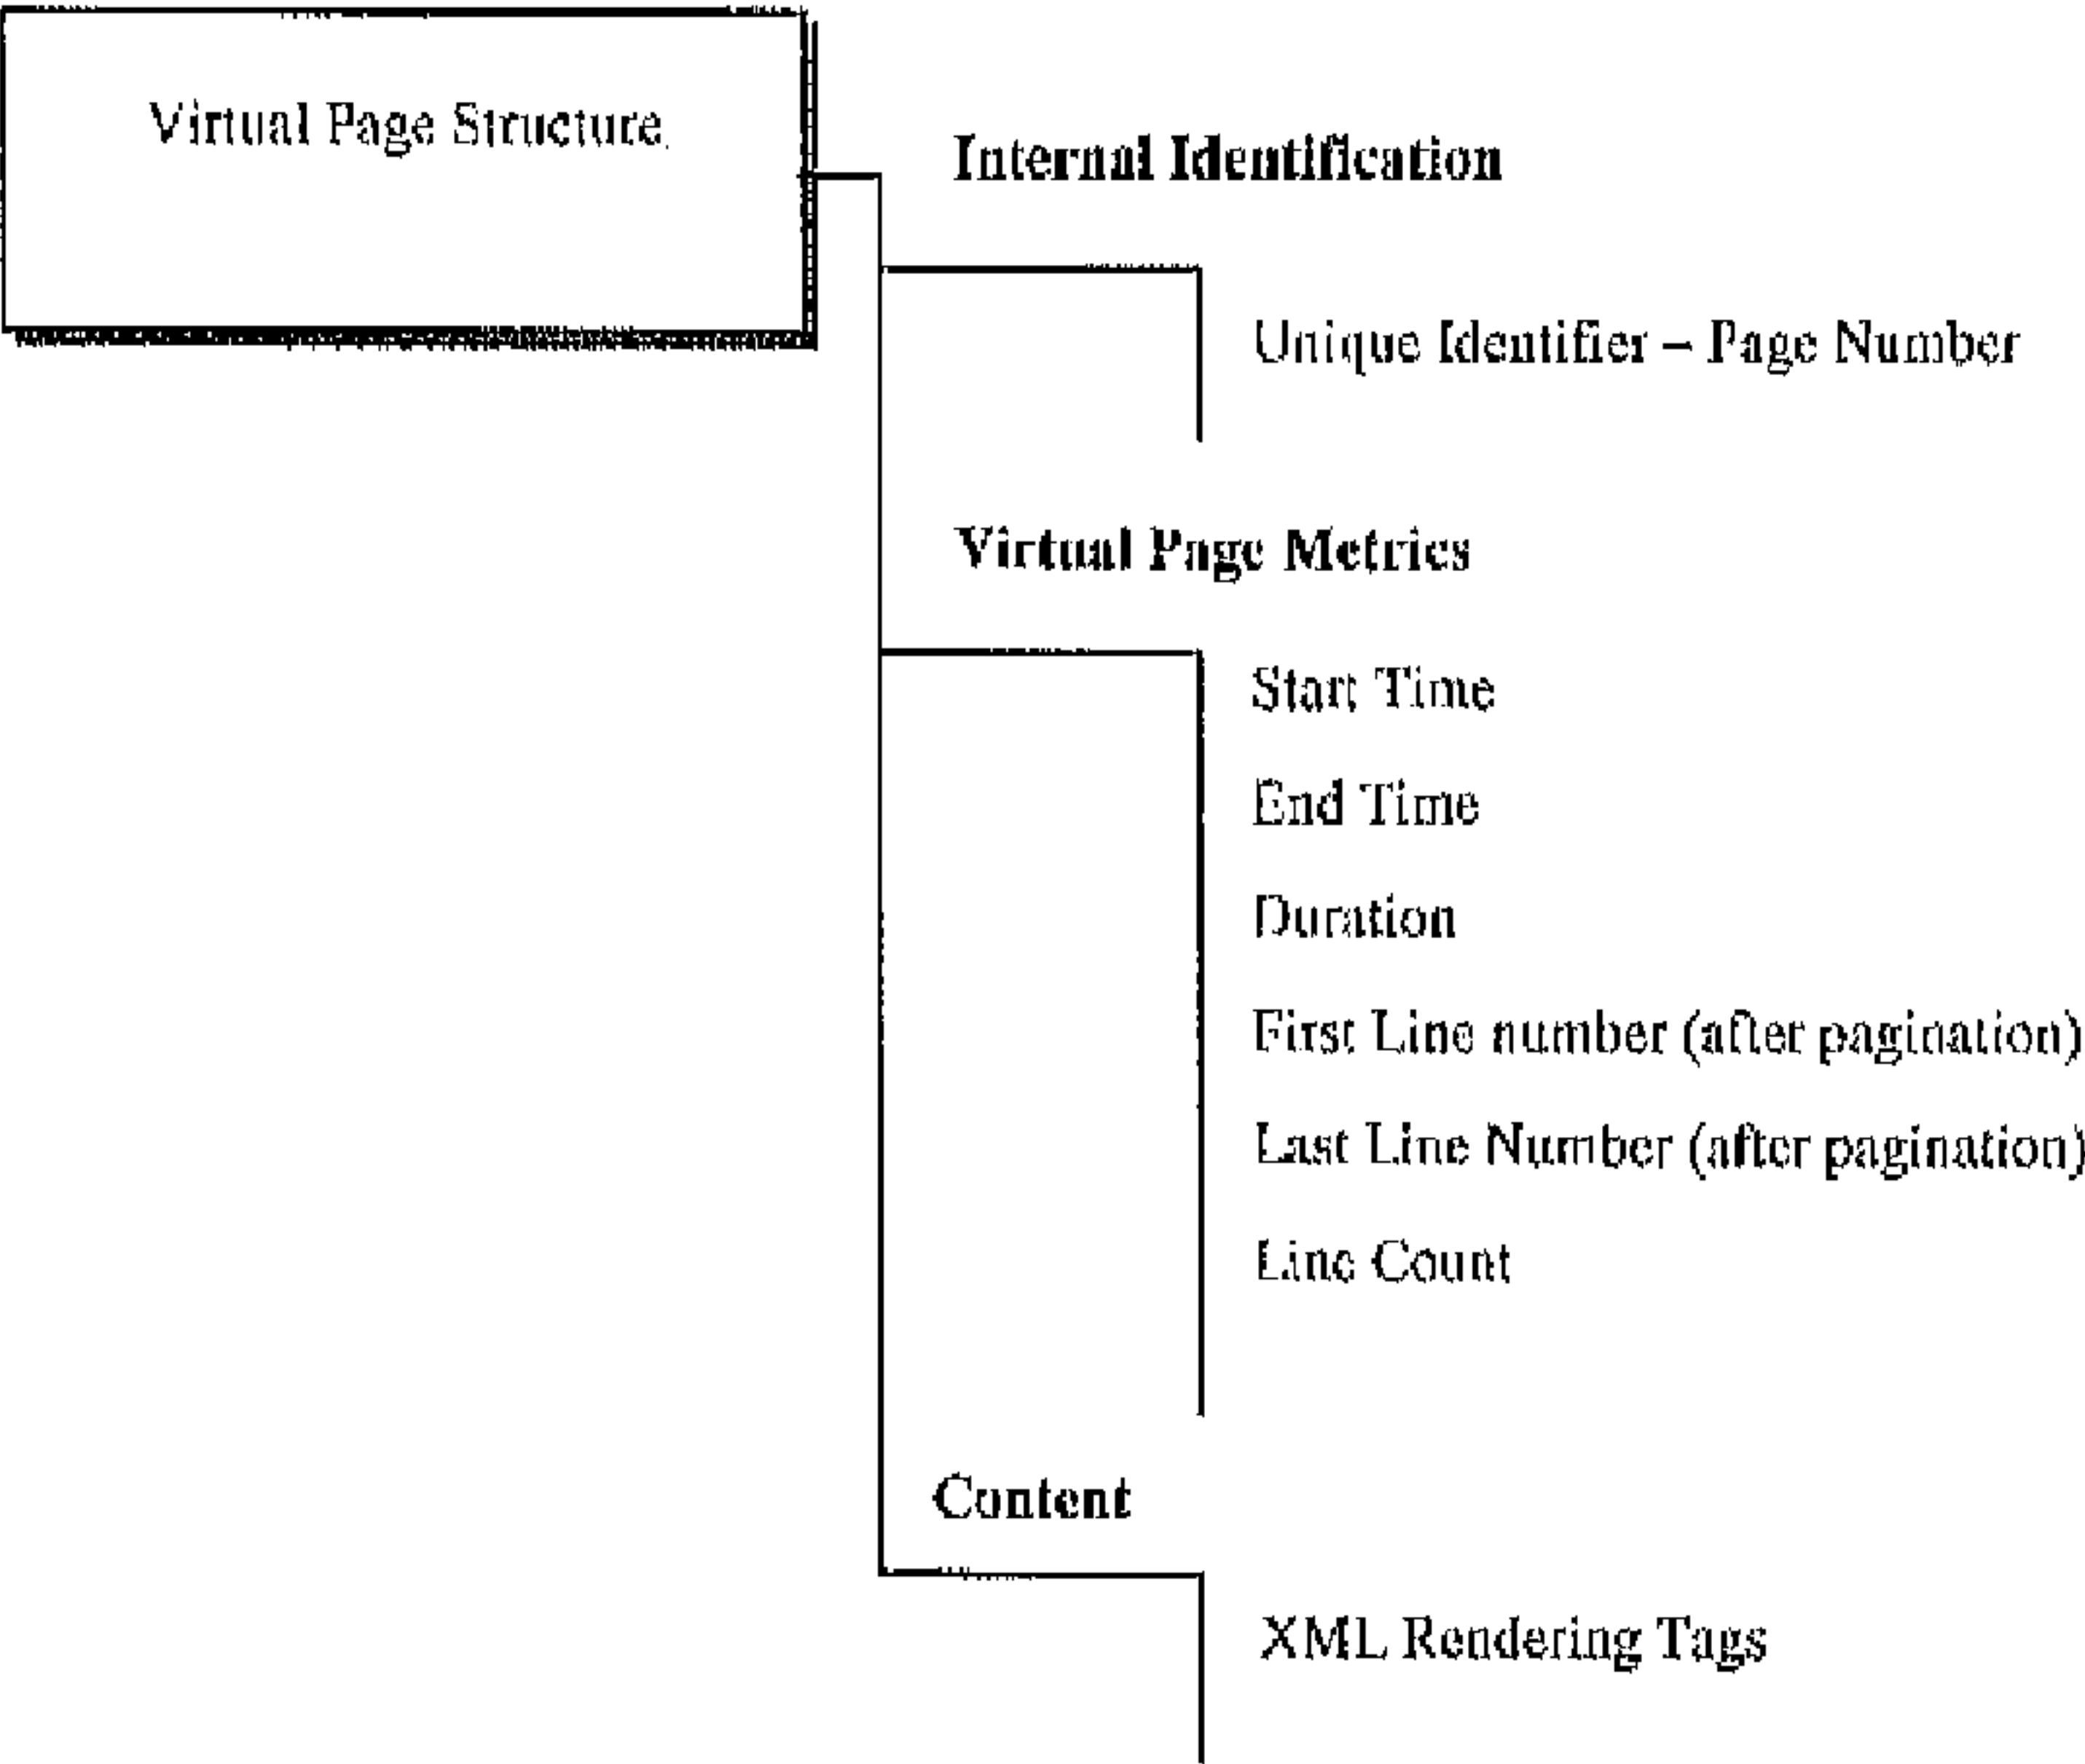 Virtual Page Structure
Internal Identification
Unique Identifier – Page Number
Virtual Page Metrics
Start Time
End Time
Duration
First Line number (after pagination)
Last Line Number (after pagination)
Line Count
Content
XML Rendering Tags